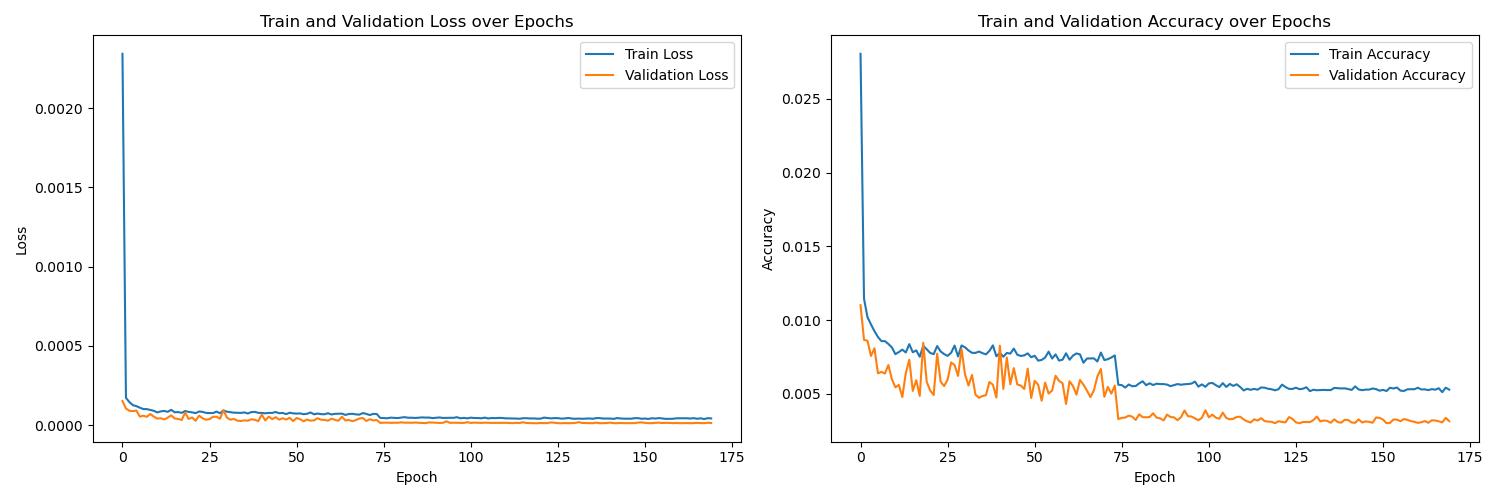 Train and Validation Loss over Epochs
Train Loss
Validation Loss
0.0020
0.0015
0.0010
0.0005
0.0000
Loss
0
25
50
75
100
125
150
175
Epoch
Train and Validation Accuracy over Epochs
Train Accuracy
Validation Accuracy
0.025
0.020
0.015
0.010
0.005
Accuracy
0
25
50
75
100
125
150
175
Epoch